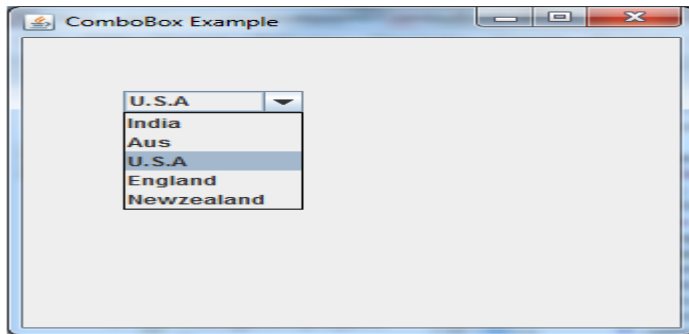 ComboBox Example
U.S.A
India
Aus
U.S.A
England
Newzealand